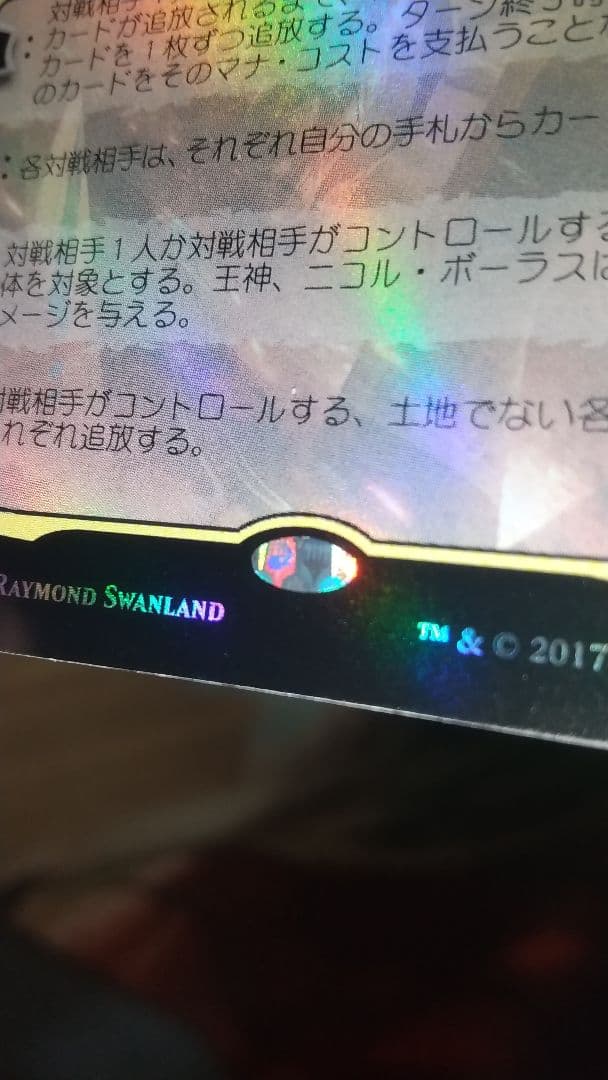 対戦相手
：カードが追放されるまで
カードを１枚ずつ追放する。ターン終了時
のカードをそのマナ・コストを支払うことな
：各対戦相手は、それぞれ自分の手札からカー
対戦相手１人か対戦相手がコントロールする
体を対象とする。王神、ニコル・ボーラスは
メージを与える。
対戦相手がコントロールする、土地でない各
れぞれ追放する。
RAYMOND SWANLAND
™ & © 2017